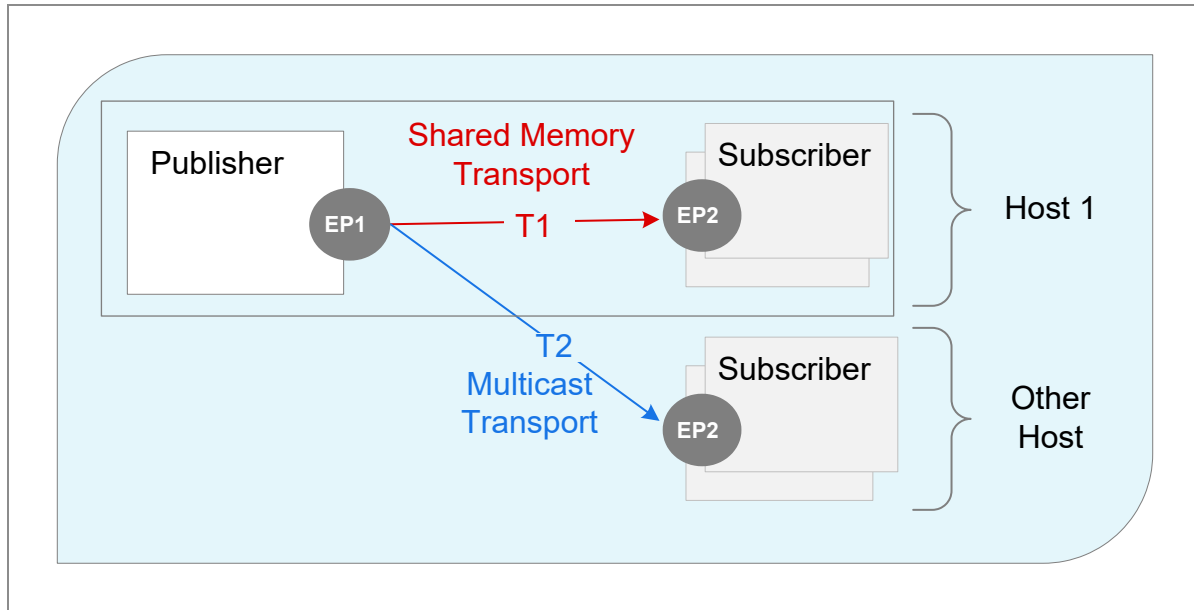 Publisher
EP1
Shared Memory
Transport
T1
Subscriber
EP2
Host 1
T2
Multicast
Transport
Subscriber
EP2
Other
Host